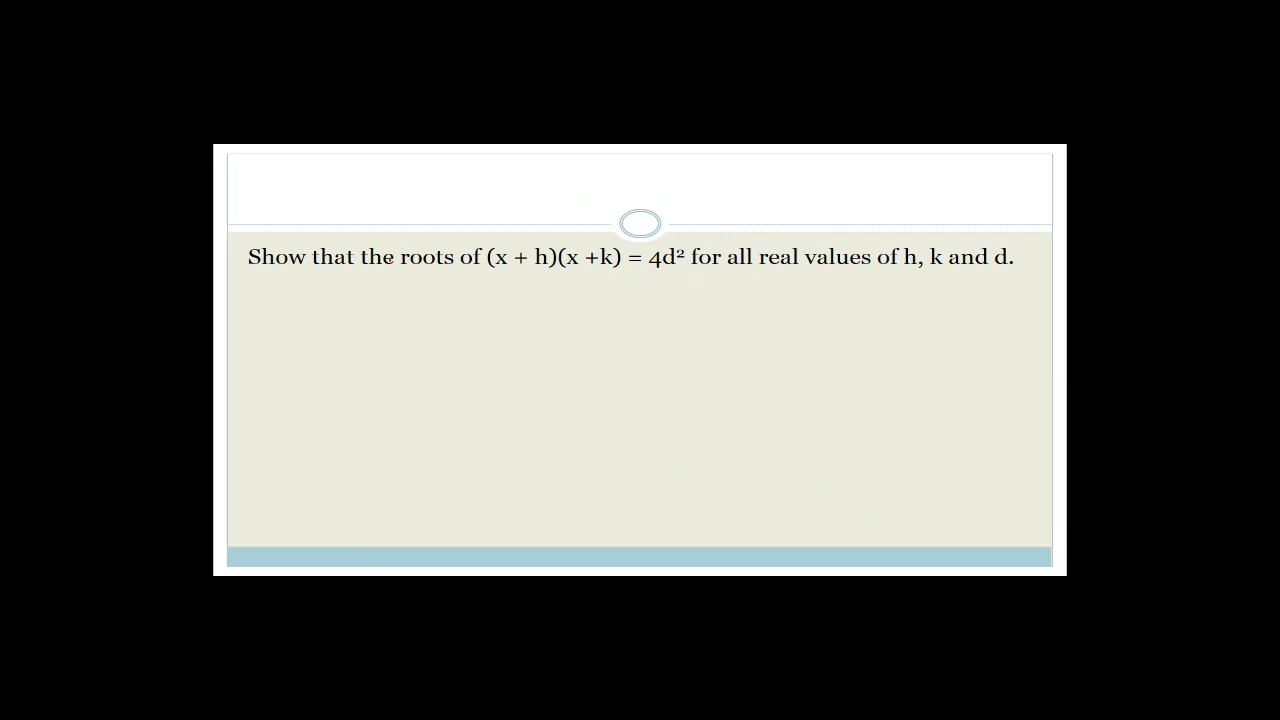 Show that the roots of (x + h)(x +k) = 4d² for all real values of h, k and d.